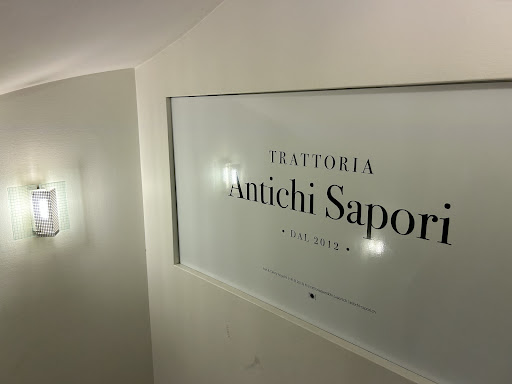 TRATTORIA
Antichi Sapori
• DAL 2012 •